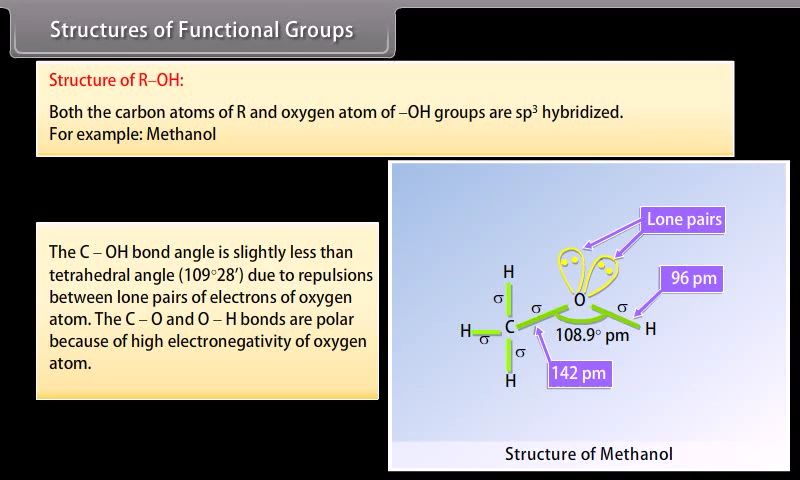 Structures of Functional Groups
Structure of R–OH:
Both the carbon atoms of R and oxygen atom of –OH groups are sp³ hybridized.
For example: Methanol
The C – OH bond angle is slightly less than
tetrahedral angle (109°28′) due to repulsions
between lone pairs of electrons of oxygen
atom. The C – O and O – H bonds are polar
because of high electronegativity of oxygen
atom.
Lone pairs
96 pm
H
σ
σ
O
σ
H
σ
C
108.9° pm
H
σ
142 pm
H
Structure of Methanol